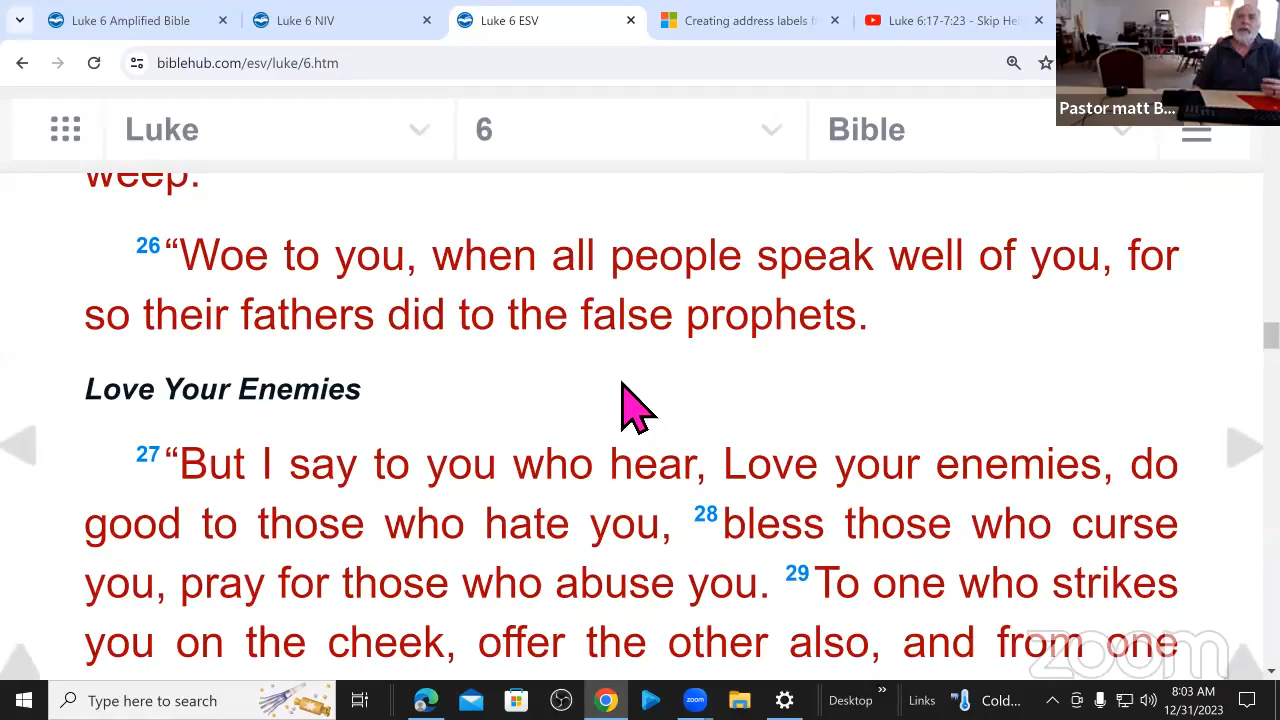 Luke 6 Amplified Bible
Luke 6 NIV
Luke 6 ESV
Creating address labels f
Luke 6:17-7:23 - Skip He
biblehub.com/esv/luke/6.htm
Pastor matt B...
Luke
6
Bible
weep.
26 “Woe to you, when all people speak well of you, for
so their fathers did to the false prophets.
Love Your Enemies
27 “But I say to you who hear, Love your enemies, do
good to those who hate you, 28 bless those who curse
you, pray for those who abuse you. 29 To one who strikes
you on the cheek, offer the other also, and from one
zoom
Type here to search
zoom
Desktop
Links
Cold...
8:03 AM
12/31/2023